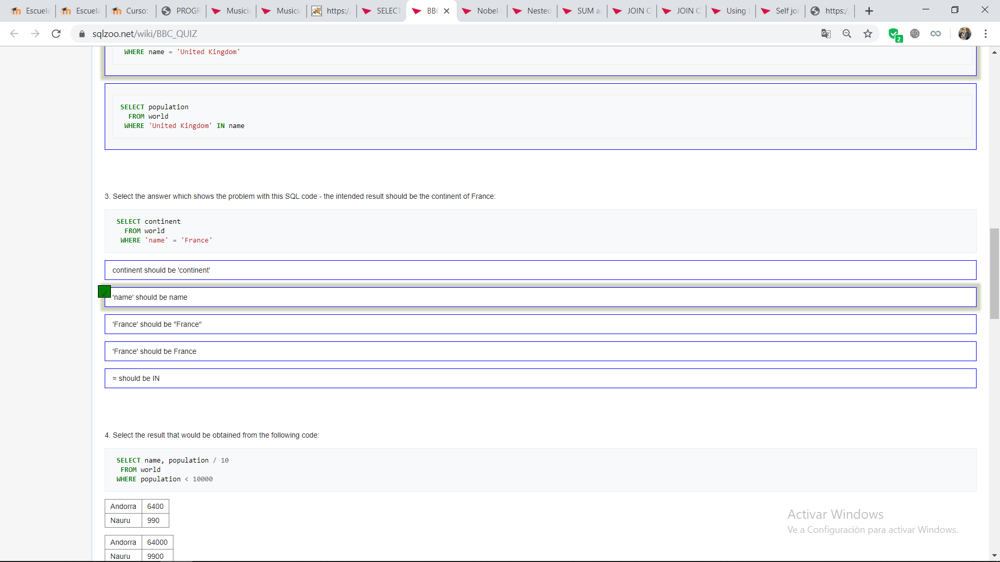 Escuela
Escuela
Curso:
PROGR
Musicia
Musicia
https:/
SELECT
BBC
Nobel
Nested
SUM a
JOIN C
JOIN C
Using
Self joi
https:/
sqlzoo.net/wiki/BBC_QUIZ
2
WHERE name = 'United Kingdom'
SELECT population
FROM world
WHERE 'United Kingdom' IN name
3. Select the answer which shows the problem with this SQL code - the intended result should be the continent of France:
SELECT continent
FROM world
WHERE 'name' = 'France'
continent should be 'continent'
'name' should be name
'France' should be "France"
'France' should be France
= should be IN
4. Select the result that would be obtained from the following code:
SELECT name, population / 10
FROM world
WHERE population < 10000
Andorra 6400
Nauru 990
Andorra 64000
Nauru 9900
Activar Windows
Ve a Configuración para activar Windows.